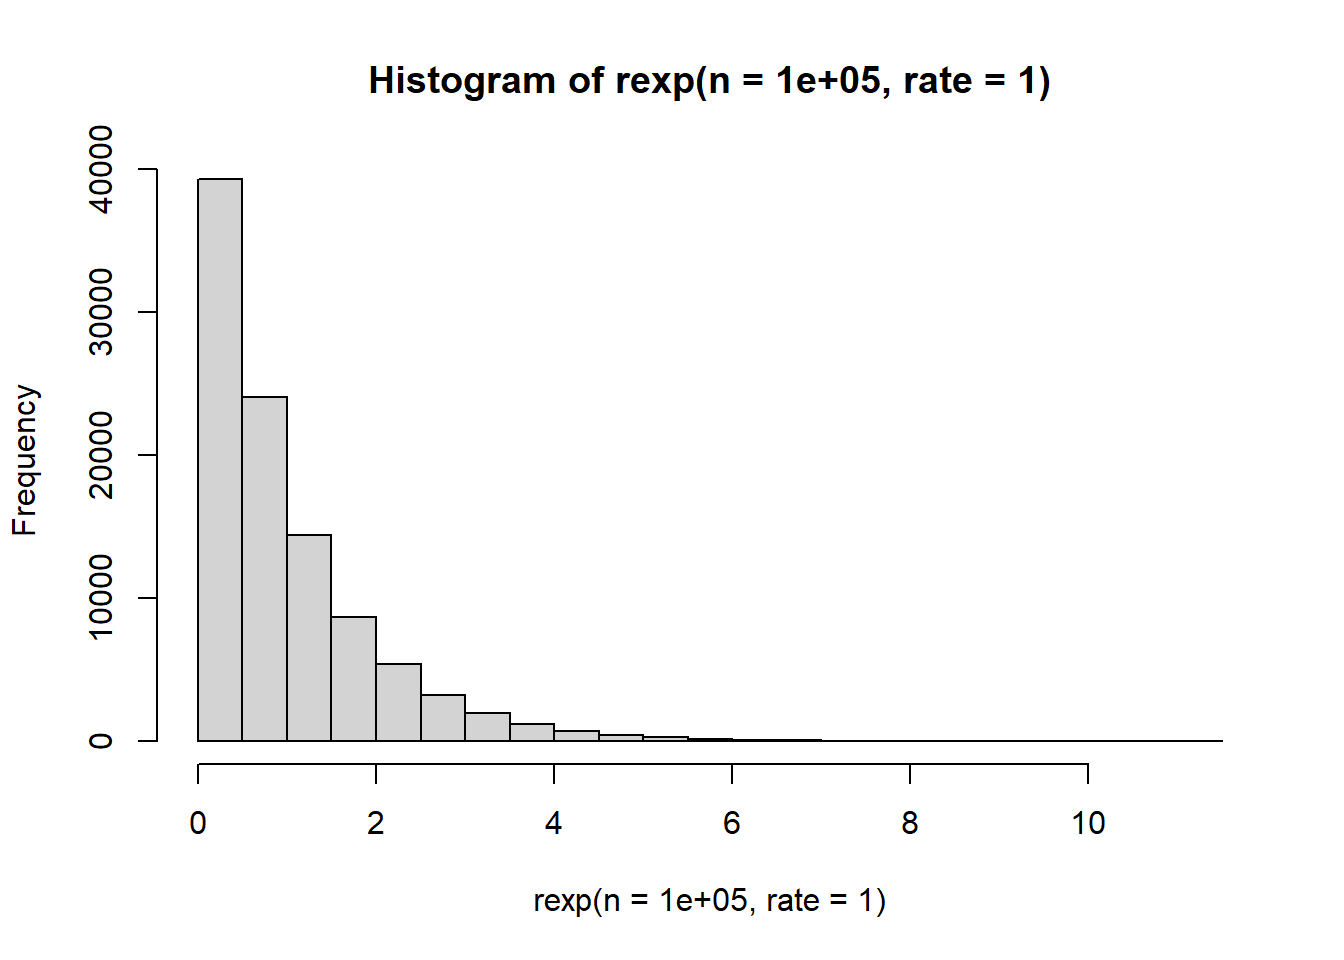 Histogram of rexp(n = 1e+05, rate = 1)
Frequency
40000
30000
20000
10000
0
0 2 4 6 8 10
rexp(n = 1e+05, rate = 1)